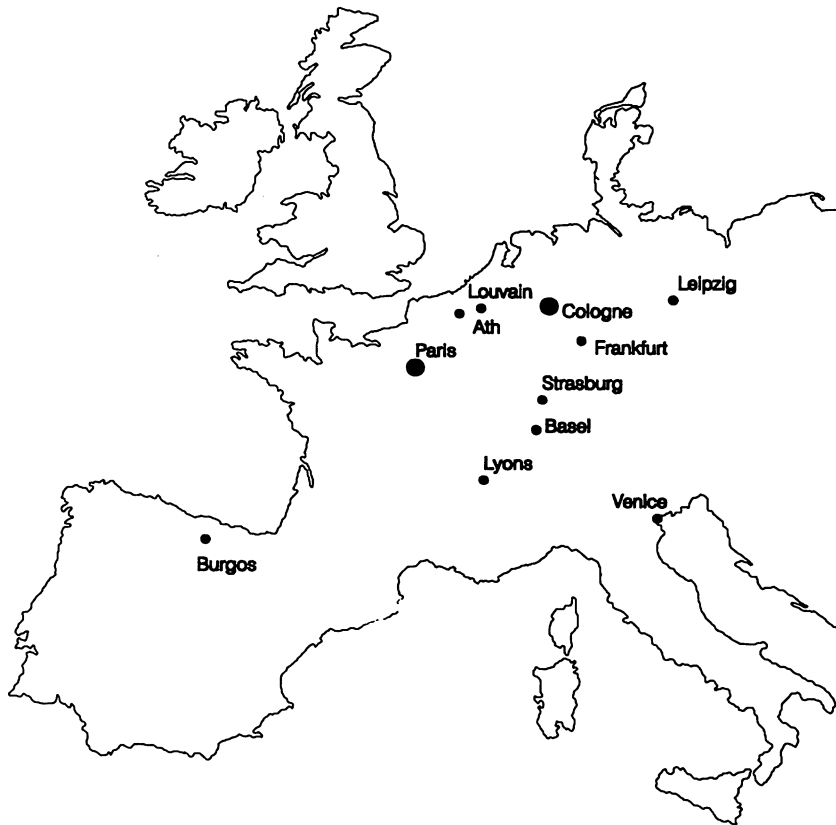 Leipzig
Louvain
Cologne
Ath
Frankfurt
Paris
Strasburg
Basel
Lyons
Venice
Burgos